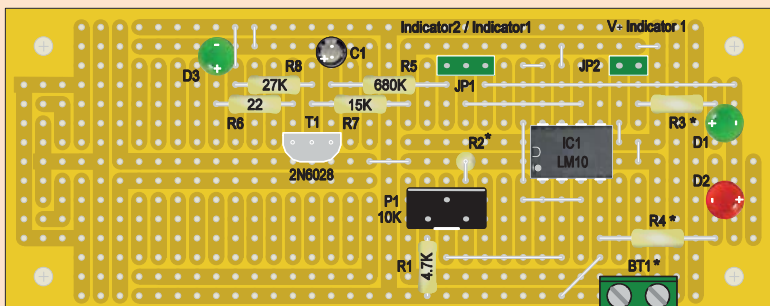 Indicator2 / Indicator1
V+ Indicator 1
D3
R8
C1
R5
JP1
JP2
27K
680K
22
15K
R6
T1
R7
R3*
D1
R2*
IC1
LM10
2N6028
P1
10K
D2
R4*
R1
4.7K
BT1*